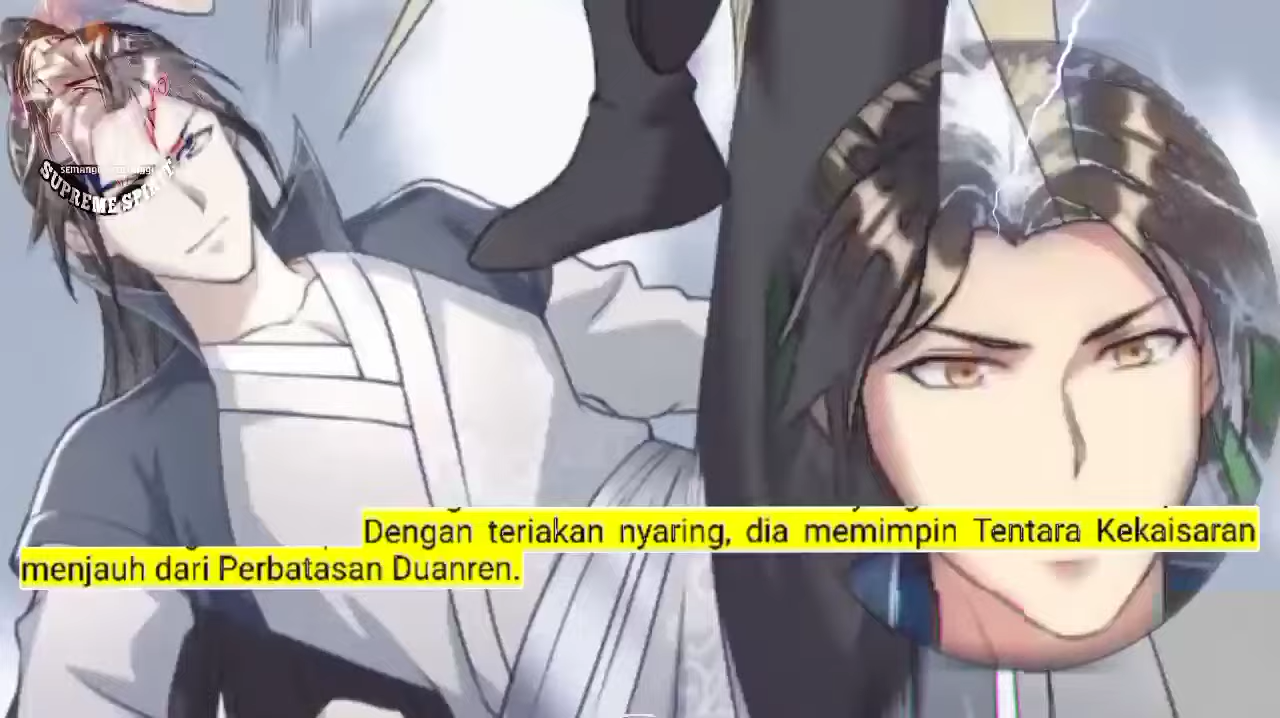 SUPREME SPIRIT
Dengan teriakan nyaring, dia memimpin Tentara Kekaisaran
menjauh dari Perbatasan Duanren.